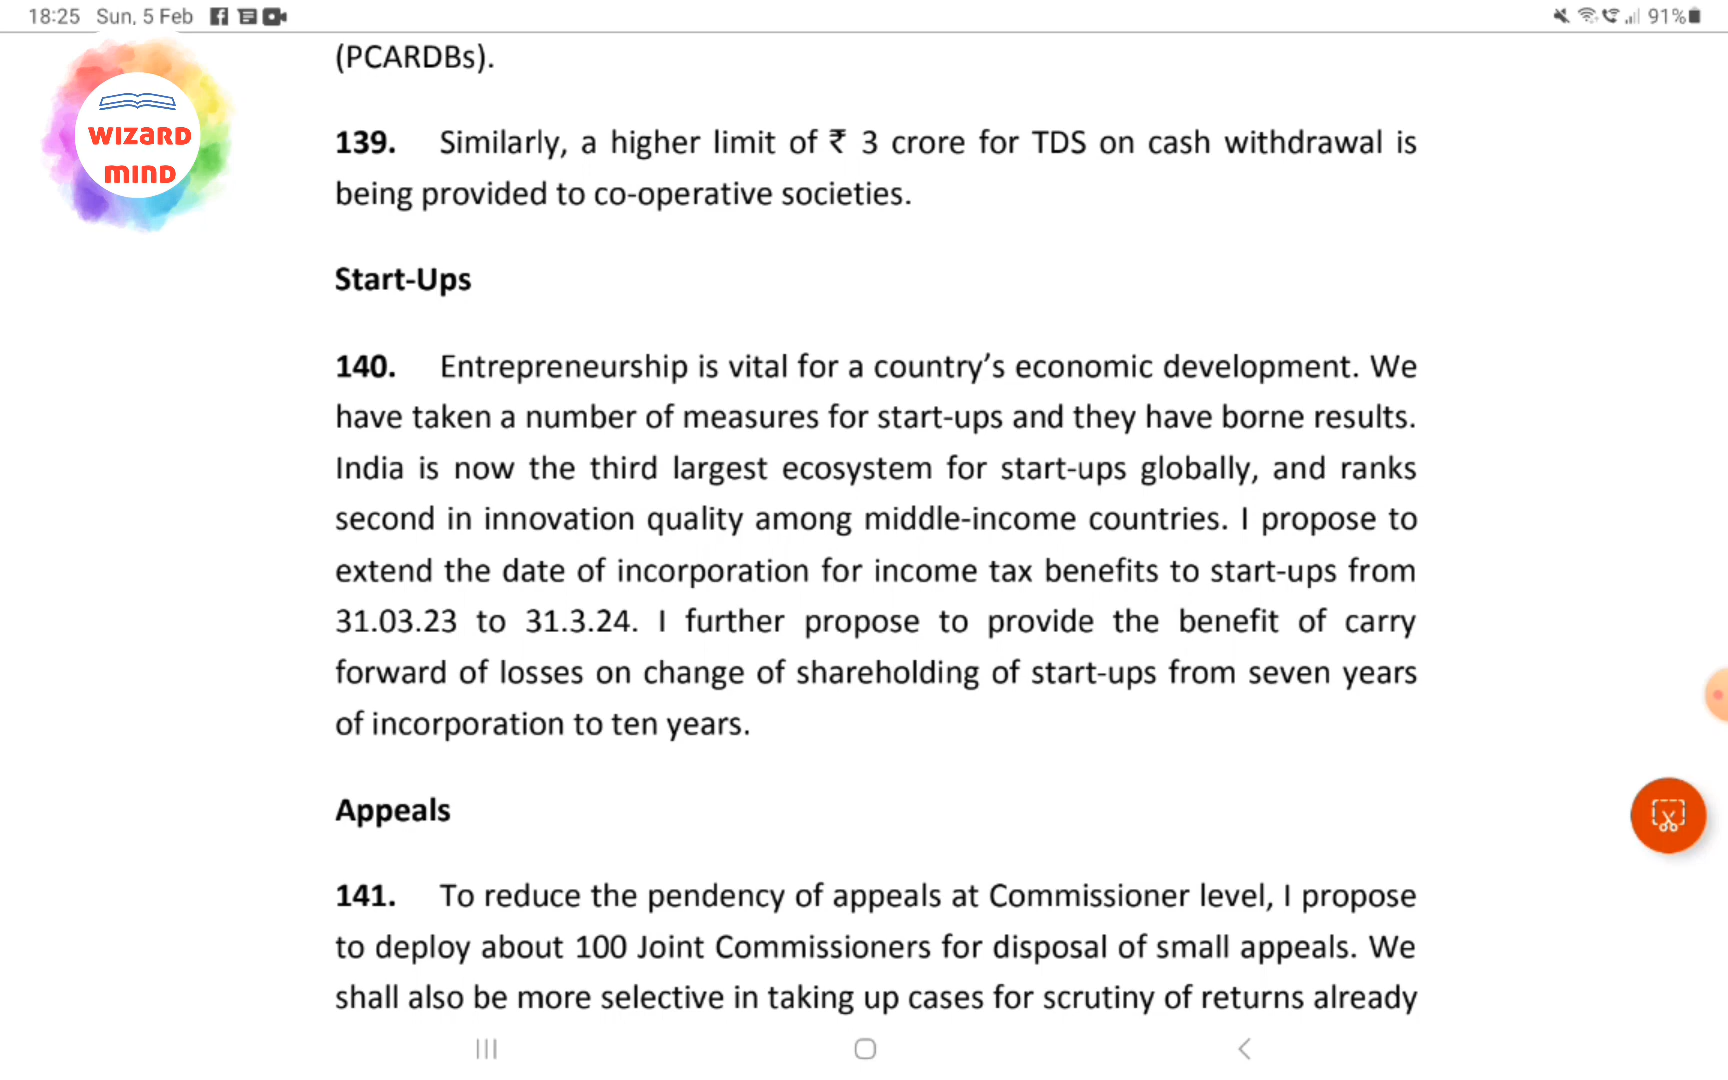 18:25 Sun, 5 Feb
91%
WIZARD
MIND
(PCARDBs).
139. Similarly, a higher limit of ₹ 3 crore for TDS on cash withdrawal is
being provided to co-operative societies.
Start-Ups
140. Entrepreneurship is vital for a country’s economic development. We
have taken a number of measures for start-ups and they have borne results.
India is now the third largest ecosystem for start-ups globally, and ranks
second in innovation quality among middle-income countries. I propose to
extend the date of incorporation for income tax benefits to start-ups from
31.03.23 to 31.3.24. I further propose to provide the benefit of carry
forward of losses on change of shareholding of start-ups from seven years
of incorporation to ten years.
Appeals
141. To reduce the pendency of appeals at Commissioner level, I propose
to deploy about 100 Joint Commissioners for disposal of small appeals. We
shall also be more selective in taking up cases for scrutiny of returns already